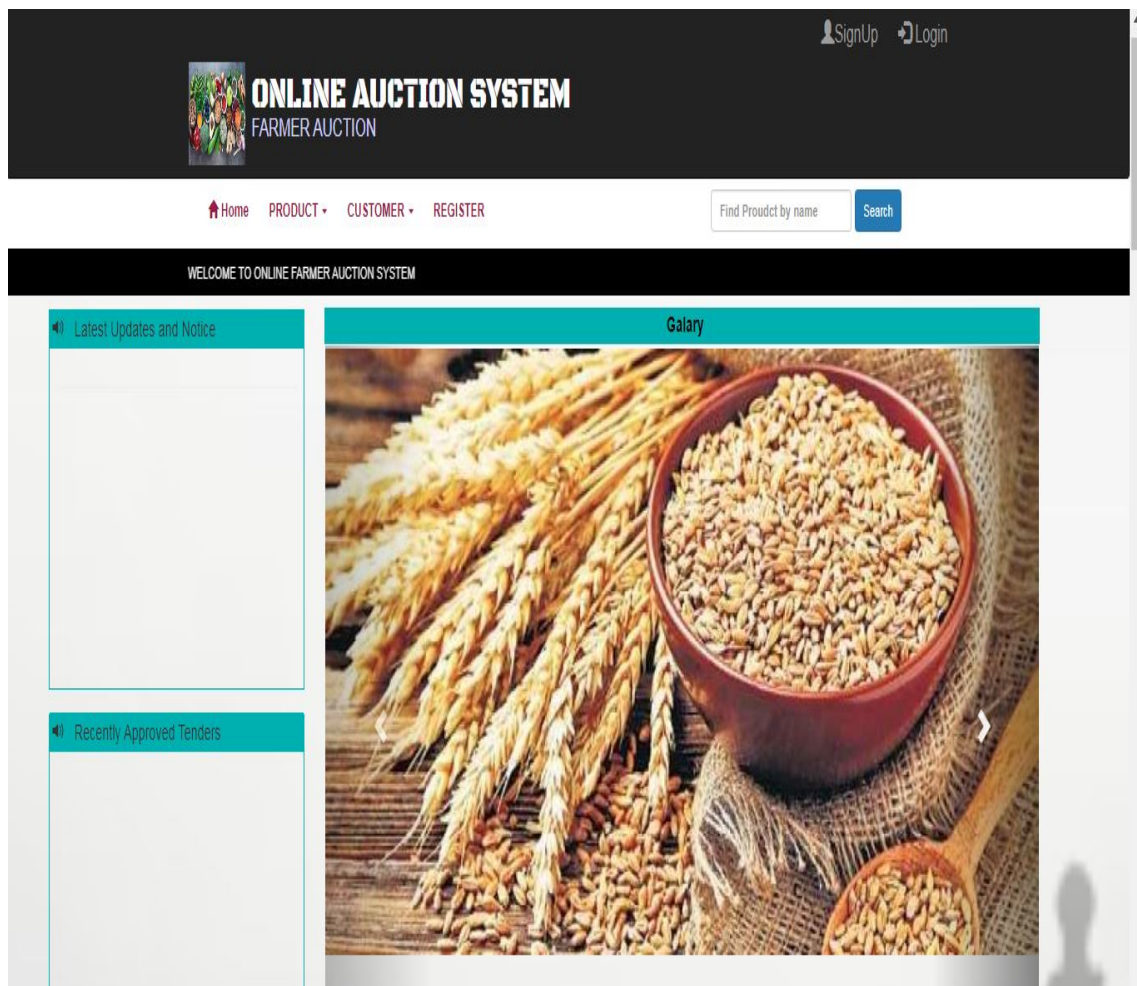 SignUp Login
ONLINE AUCTION SYSTEM
FARMER AUCTION
Home PRODUCT CUSTOMER REGISTER Find Proudct by name Search
WELCOME TO ONLINE FARMER AUCTION SYSTEM
Latest Updates and Notice
Galary
Recently Approved Tenders